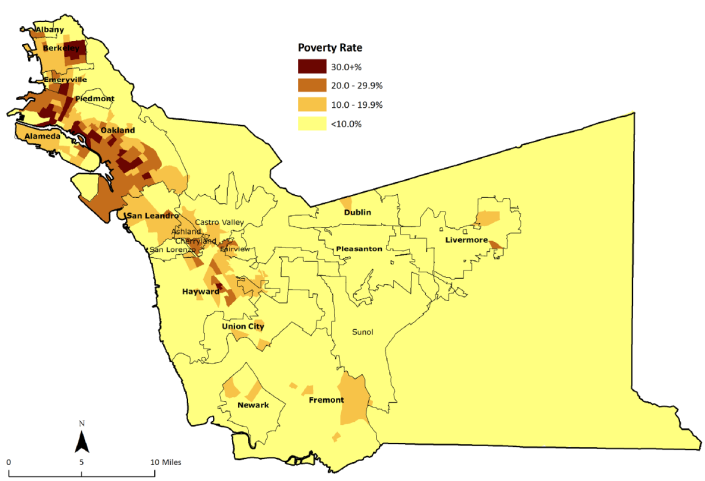 Albany
Berkeley
Emeryville
Piedmont
Oakland
Alameda
San Leandro
Castro Valley
Ashland
Cherryland
San Lorenzo
Fairview
Hayward
Union City
Newark
Fremont
Dublin
Pleasanton
Livermore
Sunol
Poverty Rate
30.0+%
20.0 - 29.9%
10.0 - 19.9%
<10.0%
N
0 5 10 Miles